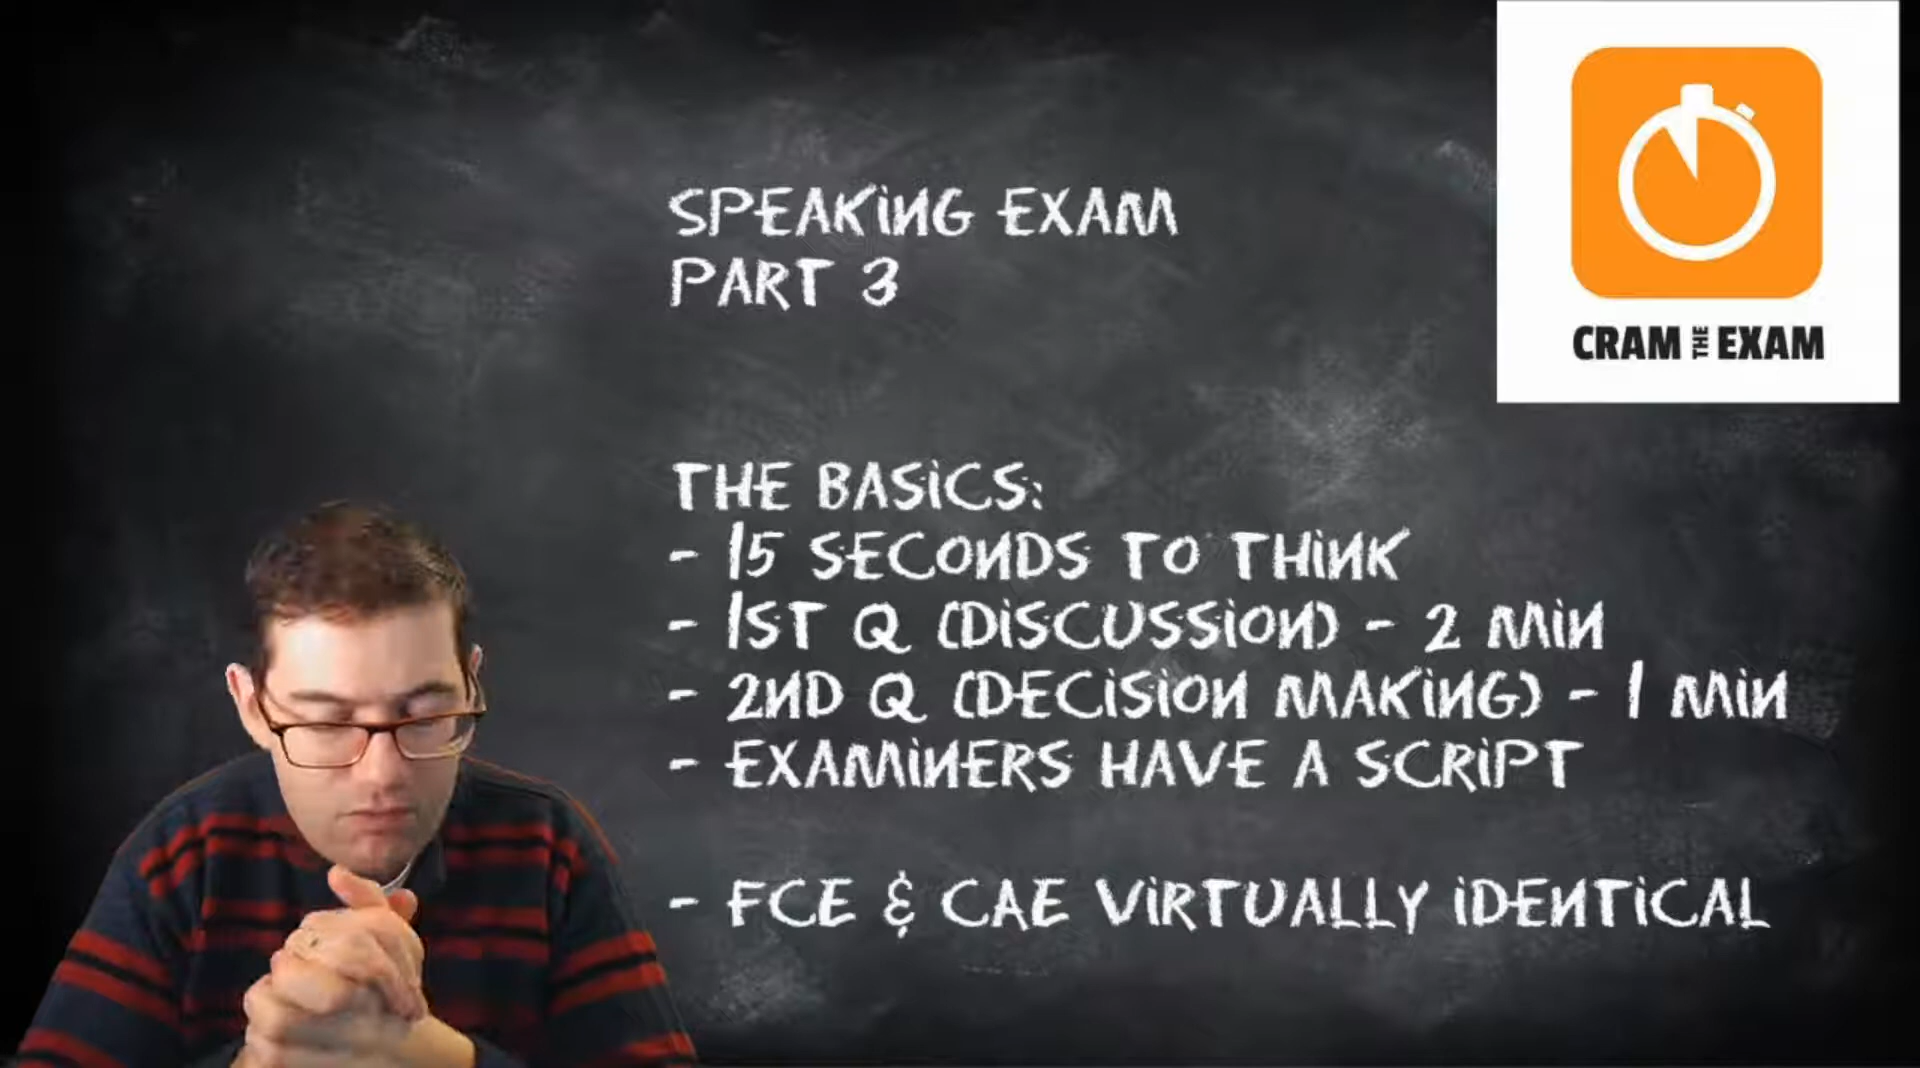 SPEAKING EXAM
PART 3
THE BASICS:
- 15 SECONDS TO THINK
- 1ST Q (DISCUSSION) - 2 MIN
- 2ND Q (DECISION MAKING) - 1 MIN
- EXAMINERS HAVE A SCRIPT
- FCE & CAE VIRTUALLY IDENTICAL
CRAM THE EXAM